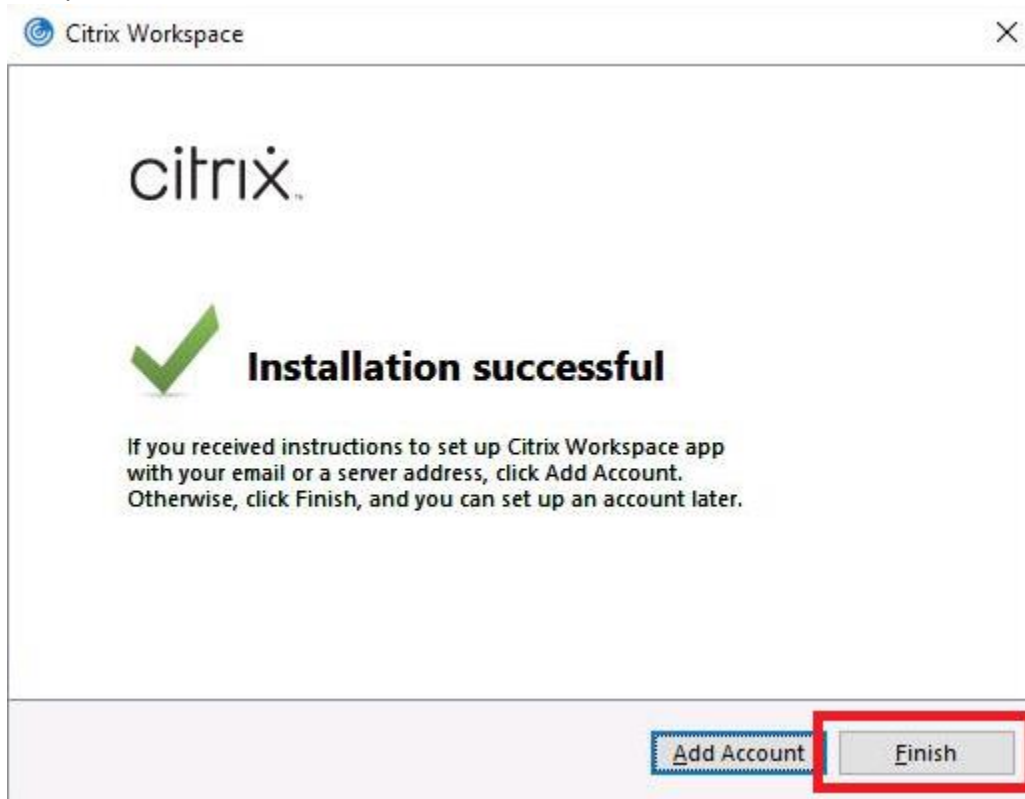 Citrix Workspace
citrix
Installation successful
If you received instructions to set up Citrix Workspace app
with your email or a server address, click Add Account.
Otherwise, click Finish, and you can set up an account later.
Add Account
Finish